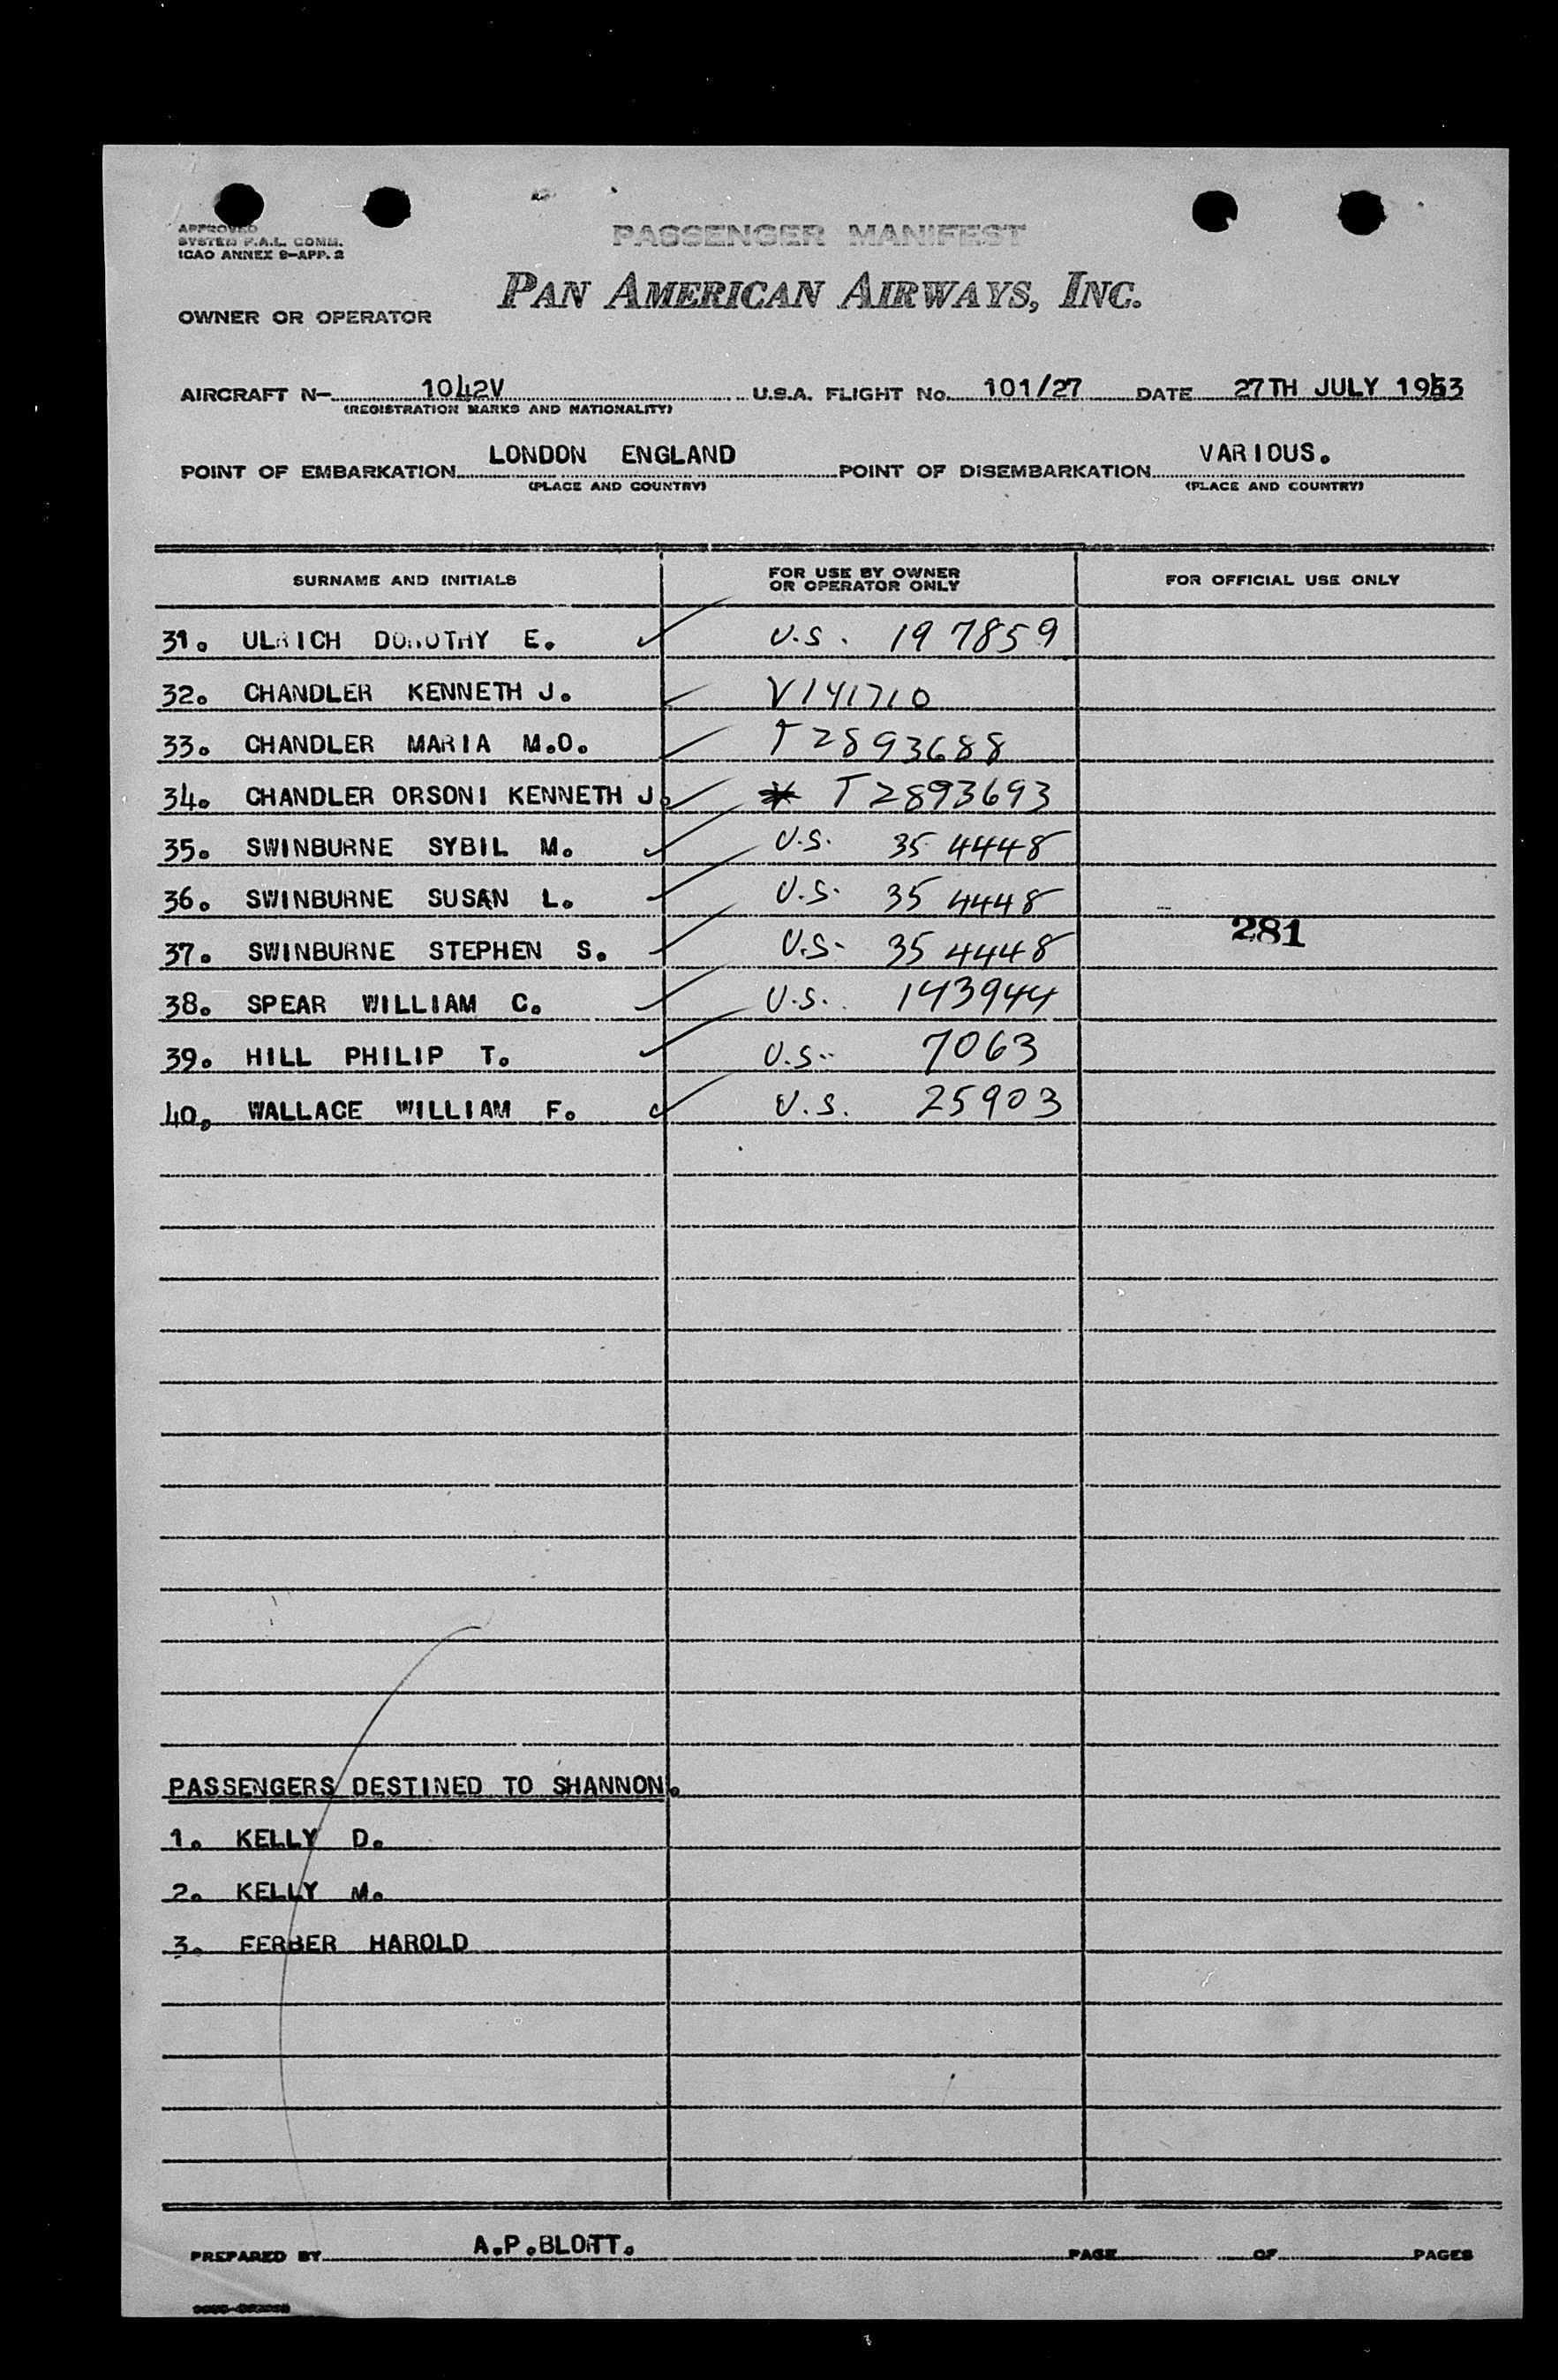 APPROVED
SYSTEM F.A.L. COMM.
ICAO ANNEX 9-APP. 2
PASSENGER MANIFEST
OWNER OR OPERATOR PAN AMERICAN AIRWAYS, INC.
AIRCRAFT N- 1042V U.S.A. FLIGHT No. 101/27 DATE 27TH JULY 1953
(REGISTRATION MARKS AND NATIONALITY)
POINT OF EMBARKATION LONDON ENGLAND POINT OF DISEMBARKATION VARIOUS.
(PLACE AND COUNTRY) (PLACE AND COUNTRY)
SURNAME AND INITIALS FOR USE BY OWNER OR OPERATOR ONLY FOR OFFICIAL USE ONLY
31. ULRICH DOROTHY E. U.S. 197859
32. CHANDLER KENNETH J. V141710
33. CHANDLER MARIA M.O. T2893688
34. CHANDLER ORSONI KENNETH J. T2893693
35. SWINBURNE SYBIL M. U.S. 354448
36. SWINBURNE SUSAN L. U.S. 354448
281
37. SWINBURNE STEPHEN S. U.S. 354448
38. SPEAR WILLIAM C. U.S. 143944
39. HILL PHILIP T. U.S. 7063
40. WALLACE WILLIAM F. U.S. 25903
PASSENGERS DESTINED TO SHANNON.
1. KELLY D.
2. KELLY M.
3. FERBER HAROLD
PREPARED BY A.P.BLOTT. PAGE OF PAGES